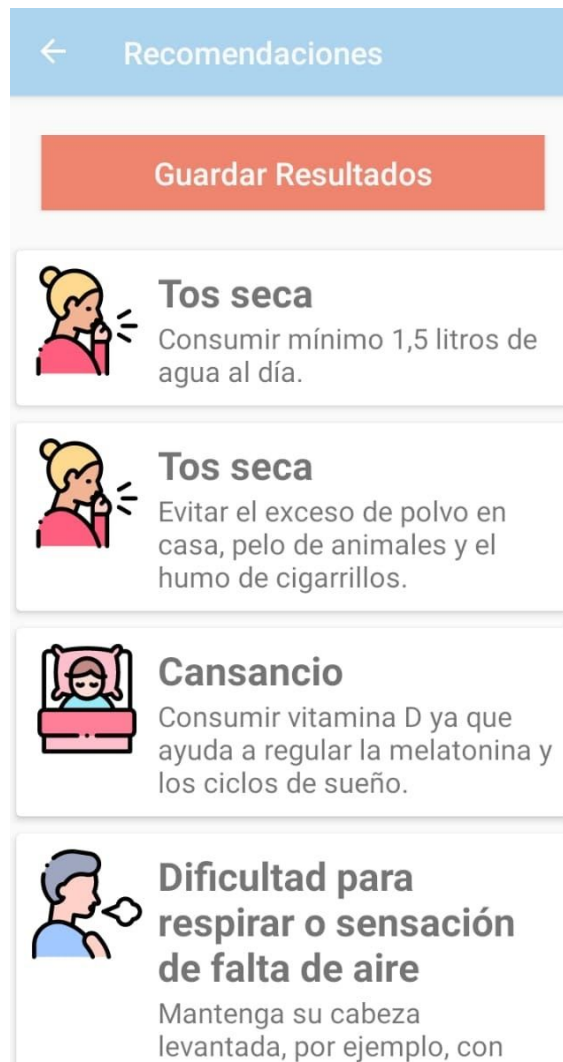 Recomendaciones
Guardar Resultados
Tos seca
Consumir mínimo 1,5 litros de
agua al día.
Tos seca
Evitar el exceso de polvo en
casa, pelo de animales y el
humo de cigarrillos.
Cansancio
Consumir vitamina D ya que
ayuda a regular la melatonina y
los ciclos de sueño.
Dificultad para
respirar o sensación
de falta de aire
Mantenga su cabeza
levantada, por ejemplo, con